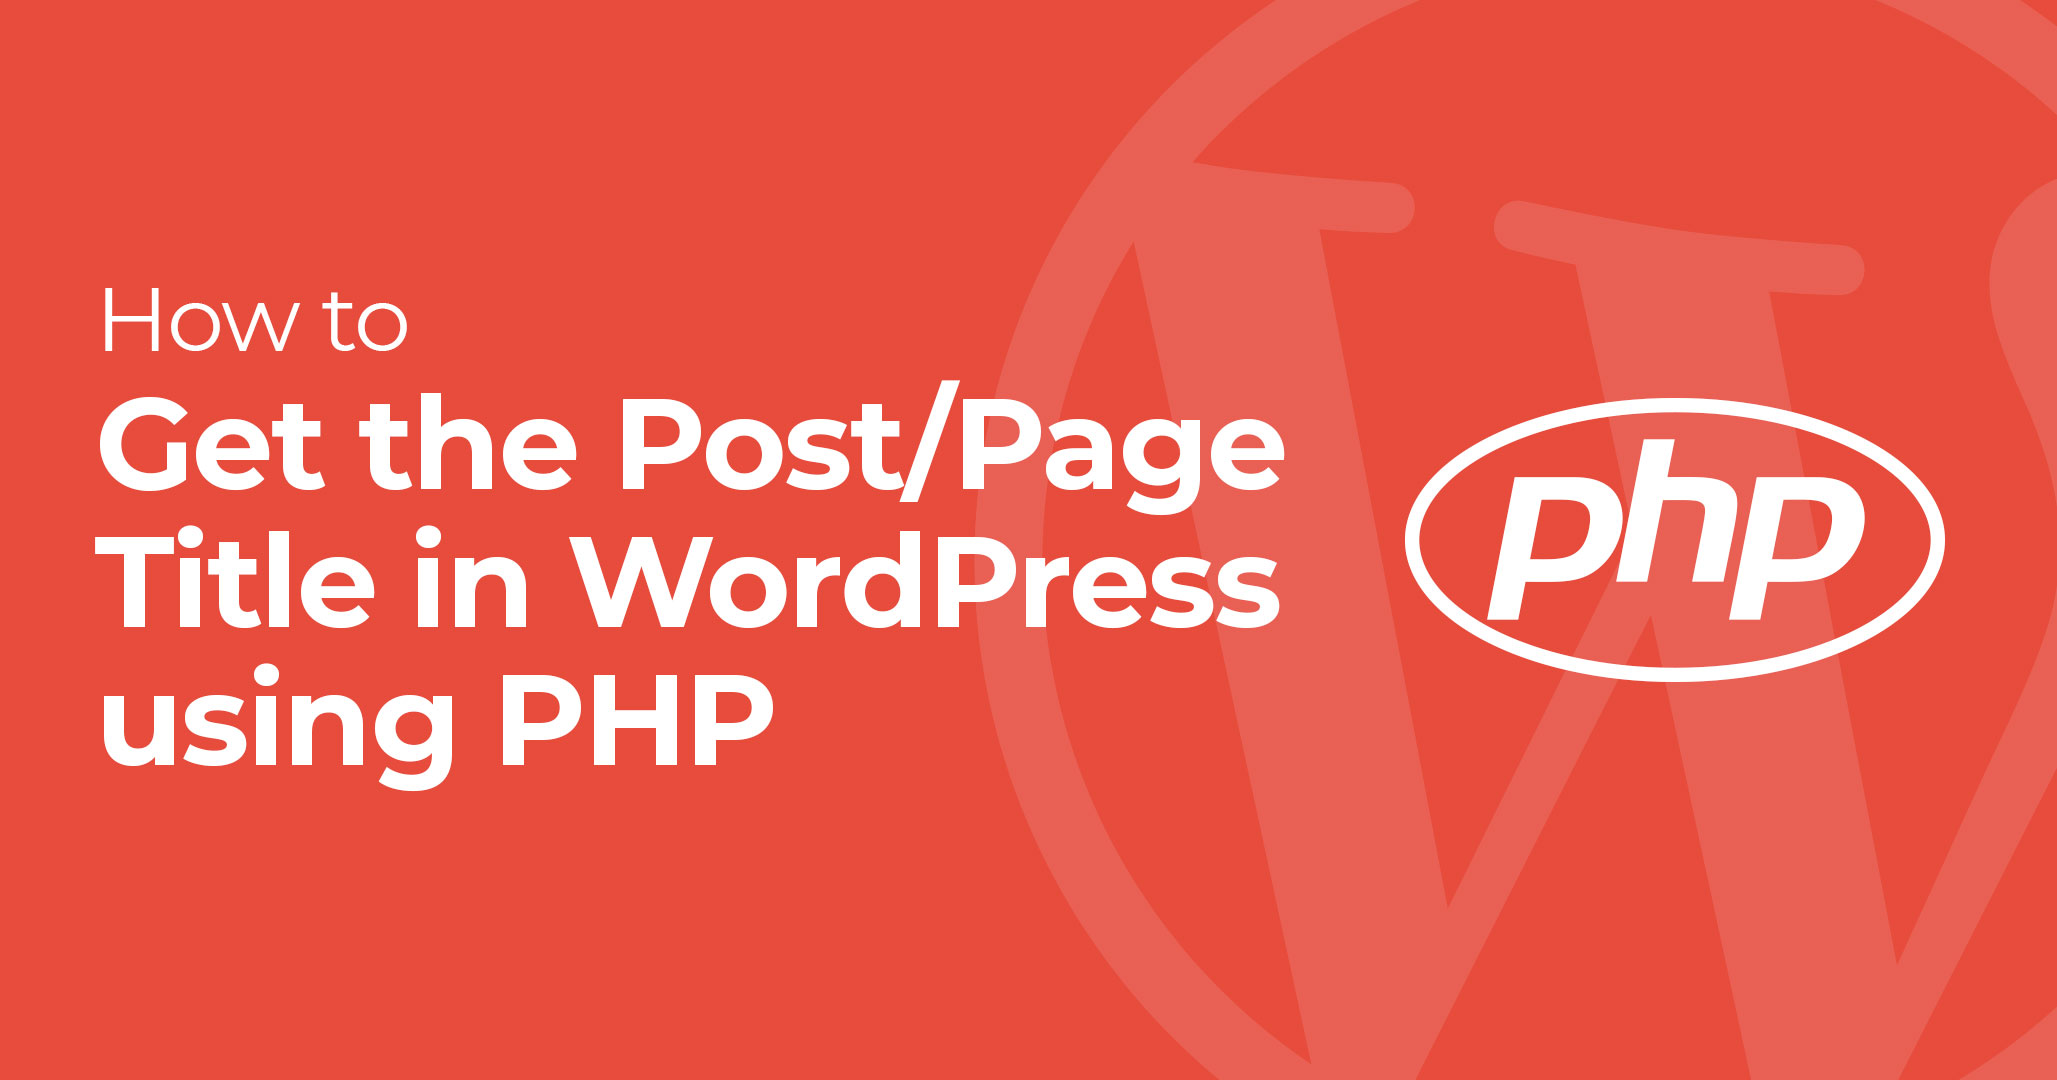 How to
Get the Post/Page
Title in WordPress
using PHP
php